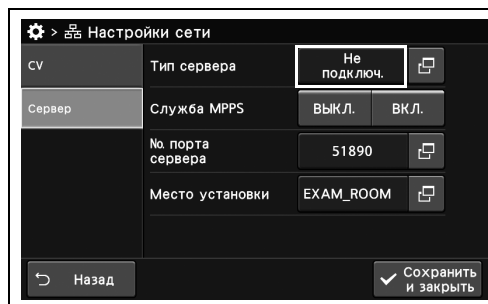 > Настройки сети
CV
Тип сервера
Не
подключ.
Сервер
Служба MPPS
ВЫКЛ.
ВКЛ.
№ порта
сервера
51890
Место установки
EXAM_ROOM
Назад
Сохранить
и закрыть